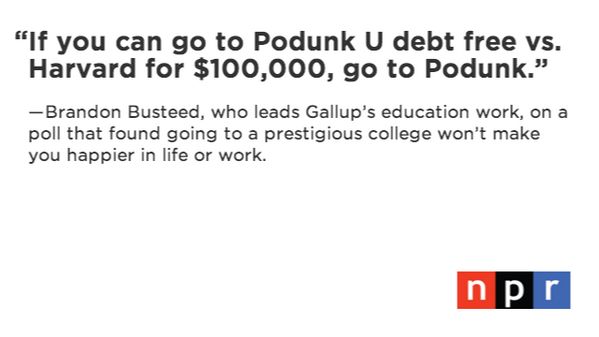 “If you can go to Podunk U debt free vs.
Harvard for $100,000, go to Podunk.”
—Brandon Busteed, who leads Gallup’s education work, on a
poll that found going to a prestigious college won’t make
you happier in life or work.
npr